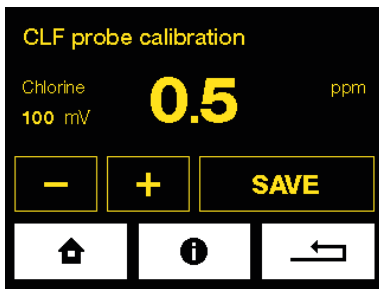 CLF probe calibration
Chlorine
100 mV
0.5
ppm
- + SAVE